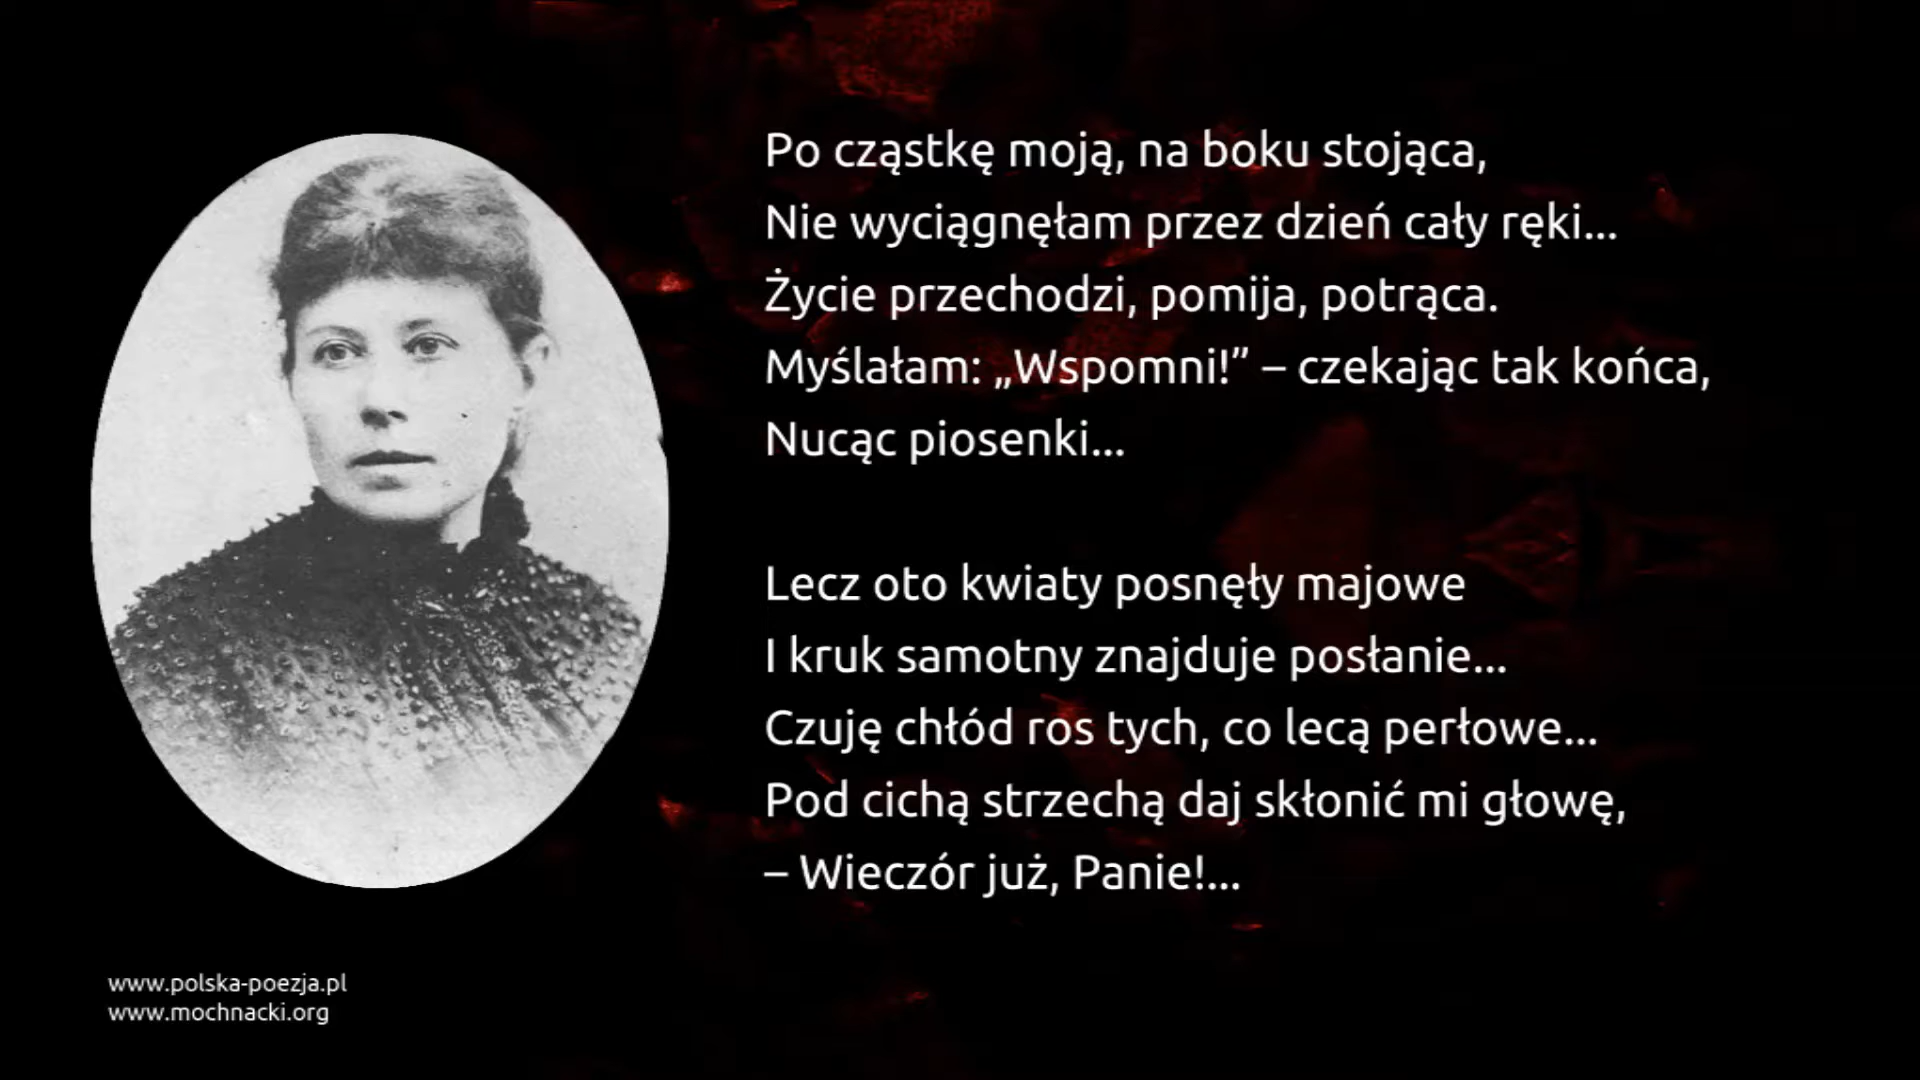 Po cząstkę moją, na boku stojąca,
Nie wyciągnęłam przez dzień cały ręki...
Życie przechodzi, pomija, potrąca.
Myślałam: „Wspomni!” – czekając tak końca,
Nucąc piosenki...
Lecz oto kwiaty posnęły majowe
I kruk samotny znajduje posłanie...
Czuję chłód ros tych, co lecą perłowe...
Pod cichą strzechą daj skłonić mi głowę,
– Wieczór już, Panie!...
www.polska-poezja.pl
www.mochnacki.org